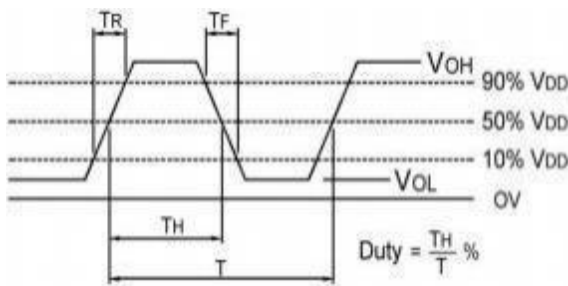 TR
TF
VOH
90% VDD
50% VDD
10% VDD
VOL
OV
TH
Duty = TH/T %
T